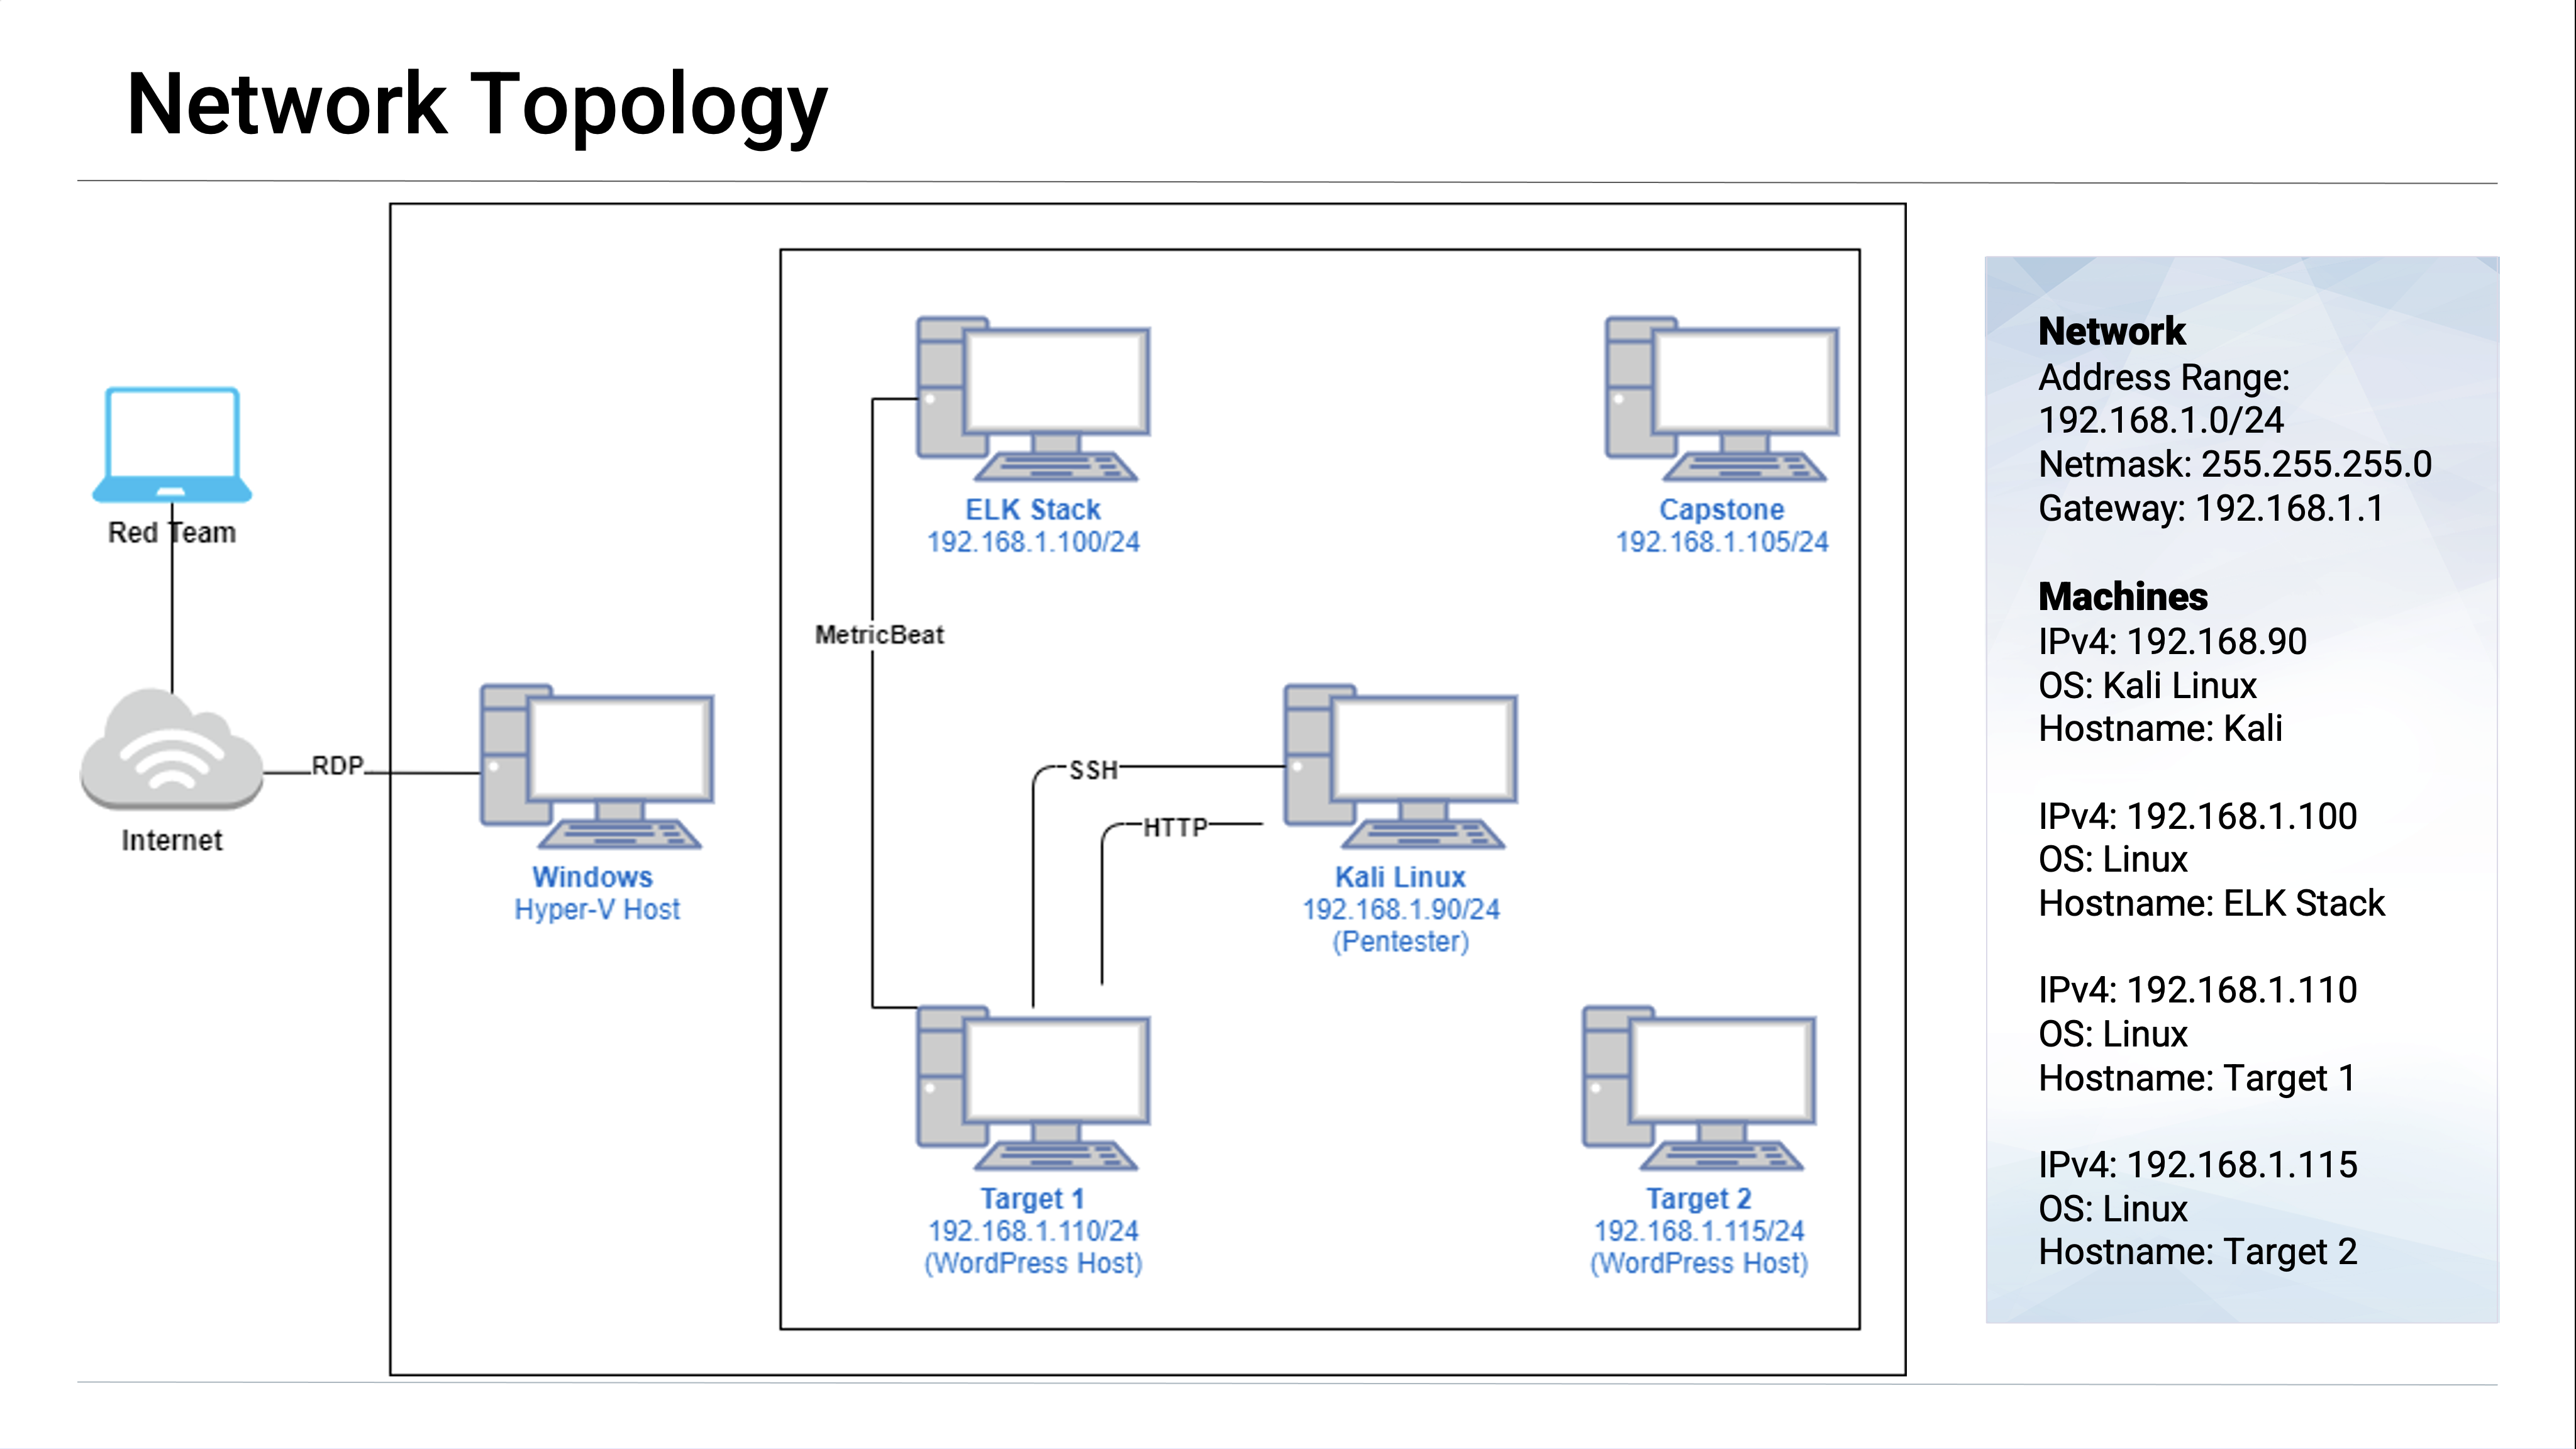 Network Topology
Red Team
Internet
RDP
Windows
Hyper-V Host
ELK Stack
192.168.1.100/24
Capstone
192.168.1.105/24
MetricBeat
SSH
HTTP
Kali Linux
192.168.1.90/24
(Pentester)
Target 1
192.168.1.110/24
(WordPress Host)
Target 2
192.168.1.115/24
(WordPress Host)
Network
Address Range:
192.168.1.0/24
Netmask: 255.255.255.0
Gateway: 192.168.1.1
Machines
IPv4: 192.168.90
OS: Kali Linux
Hostname: Kali
IPv4: 192.168.1.100
OS: Linux
Hostname: ELK Stack
IPv4: 192.168.1.110
OS: Linux
Hostname: Target 1
IPv4: 192.168.1.115
OS: Linux
Hostname: Target 2